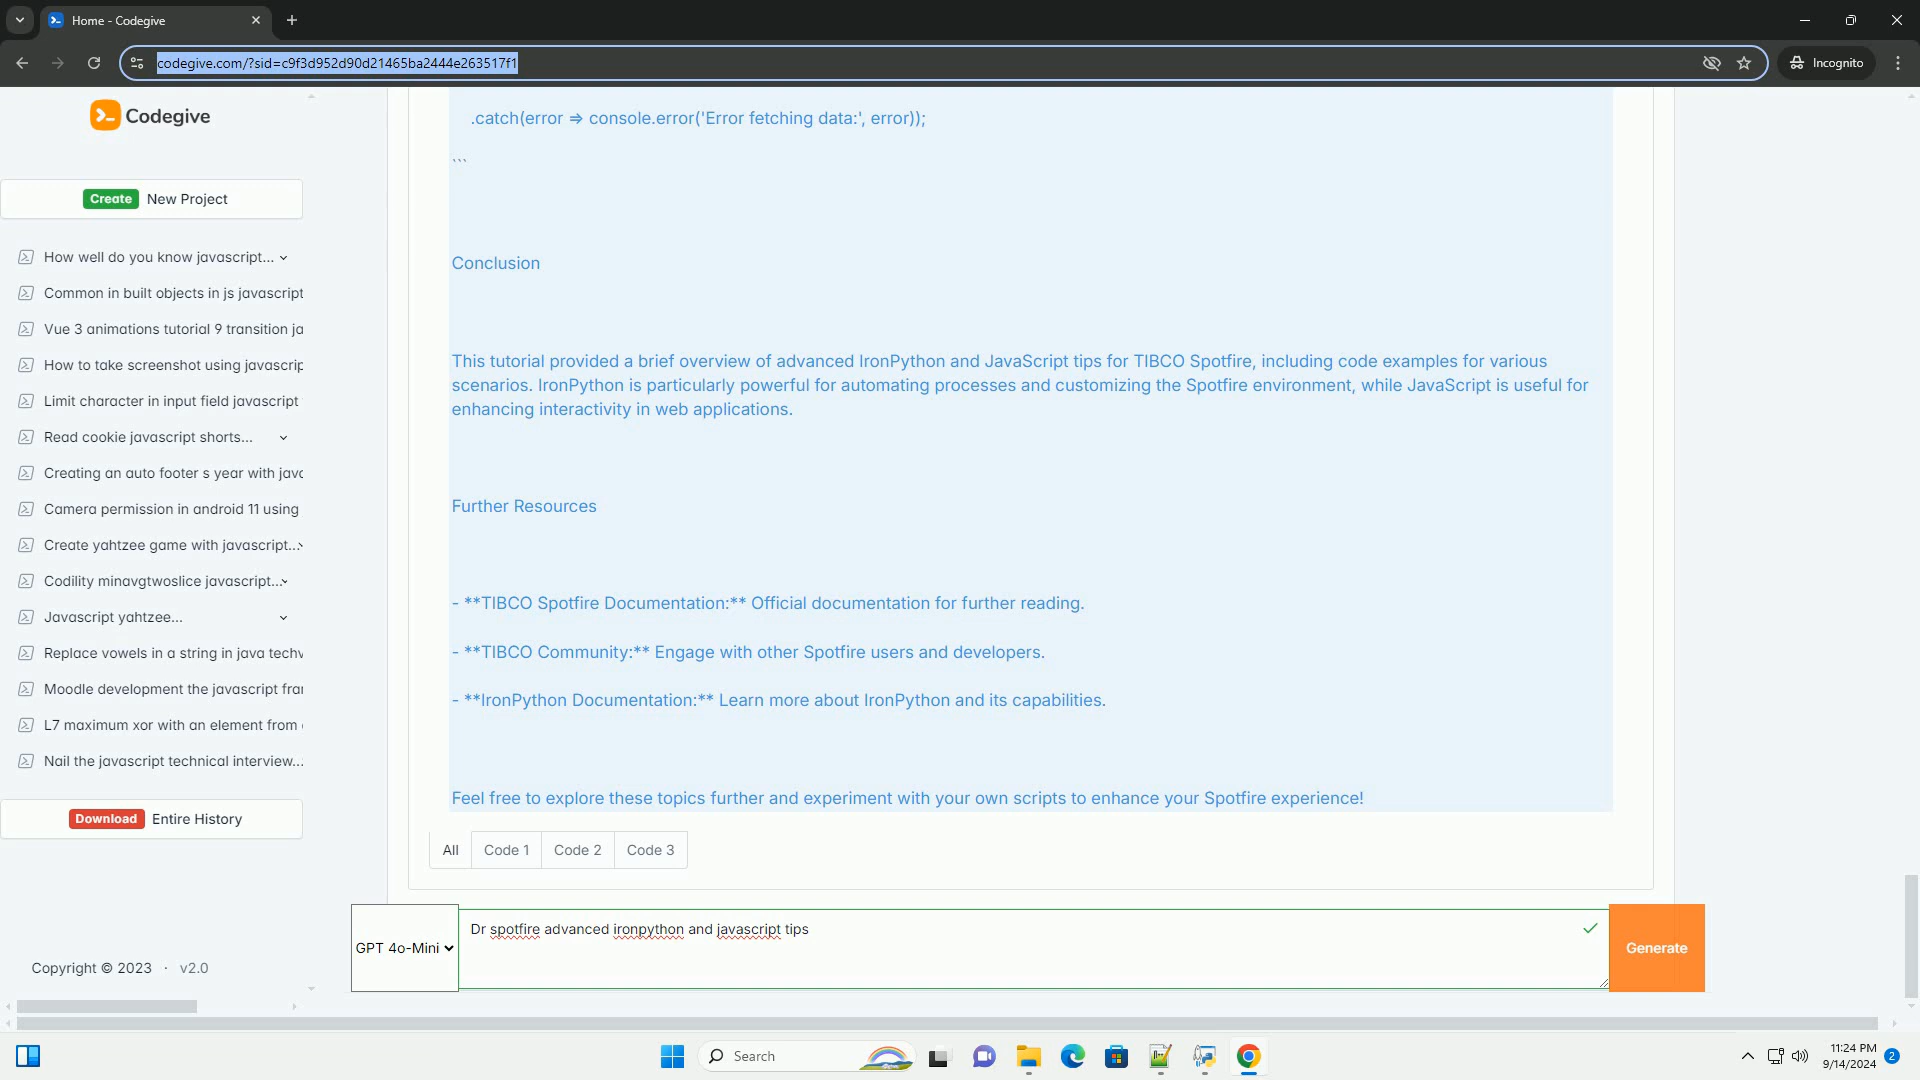 Home - Codegive
codegive.com/?sid=c9f3d952d90d21465ba2444e263517f1
Incognito
Codegive
Create New Project
How well do you know javascript...
Common in built objects in js javascript
Vue 3 animations tutorial 9 transition ja
How to take screenshot using javascrip
Limit character in input field javascript
Read cookie javascript shorts...
Creating an auto footer s year with java
Camera permission in android 11 using
Create yahtzee game with javascript...
Codility minavgtwoslice javascript...
Javascript yahtzee...
Replace vowels in a string in java techv
Moodle development the javascript fra
L7 maximum xor with an element from
Nail the javascript technical interview...
Download Entire History
Copyright © 2023 · v2.0
.catch(error => console.error('Error fetching data:', error));
```
Conclusion
This tutorial provided a brief overview of advanced IronPython and JavaScript tips for TIBCO Spotfire, including code examples for various
scenarios. IronPython is particularly powerful for automating processes and customizing the Spotfire environment, while JavaScript is useful for
enhancing interactivity in web applications.
Further Resources
- **TIBCO Spotfire Documentation:** Official documentation for further reading.
- **TIBCO Community:** Engage with other Spotfire users and developers.
- **IronPython Documentation:** Learn more about IronPython and its capabilities.
Feel free to explore these topics further and experiment with your own scripts to enhance your Spotfire experience!
All Code 1 Code 2 Code 3
GPT 4o-Mini
Dr spotfire advanced ironpython and javascript tips
Generate
Search
11:24 PM
9/14/2024
2